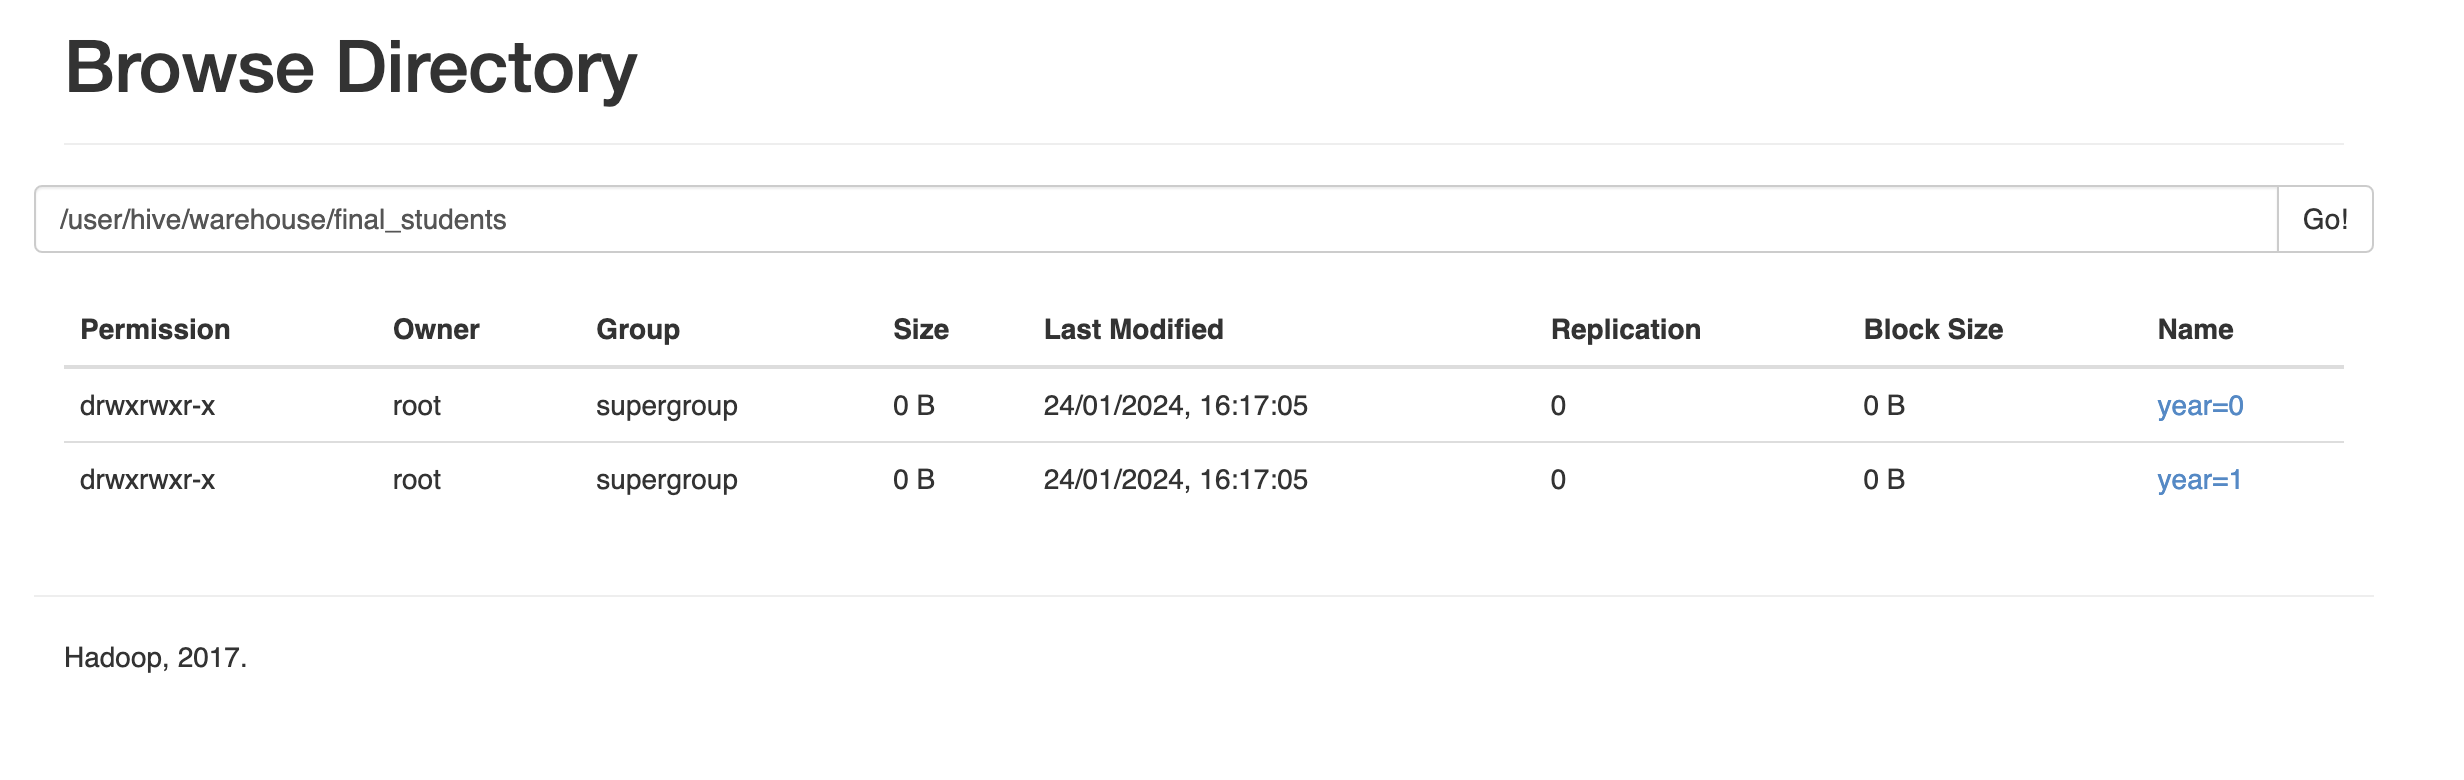 Browse Directory
/user/hive/warehouse/final_students Go!
Permission Owner Group Size Last Modified Replication Block Size Name
drwxrwxr-x root supergroup 0 B 24/01/2024, 16:17:05 0 0 B year=0
drwxrwxr-x root supergroup 0 B 24/01/2024, 16:17:05 0 0 B year=1
Hadoop, 2017.